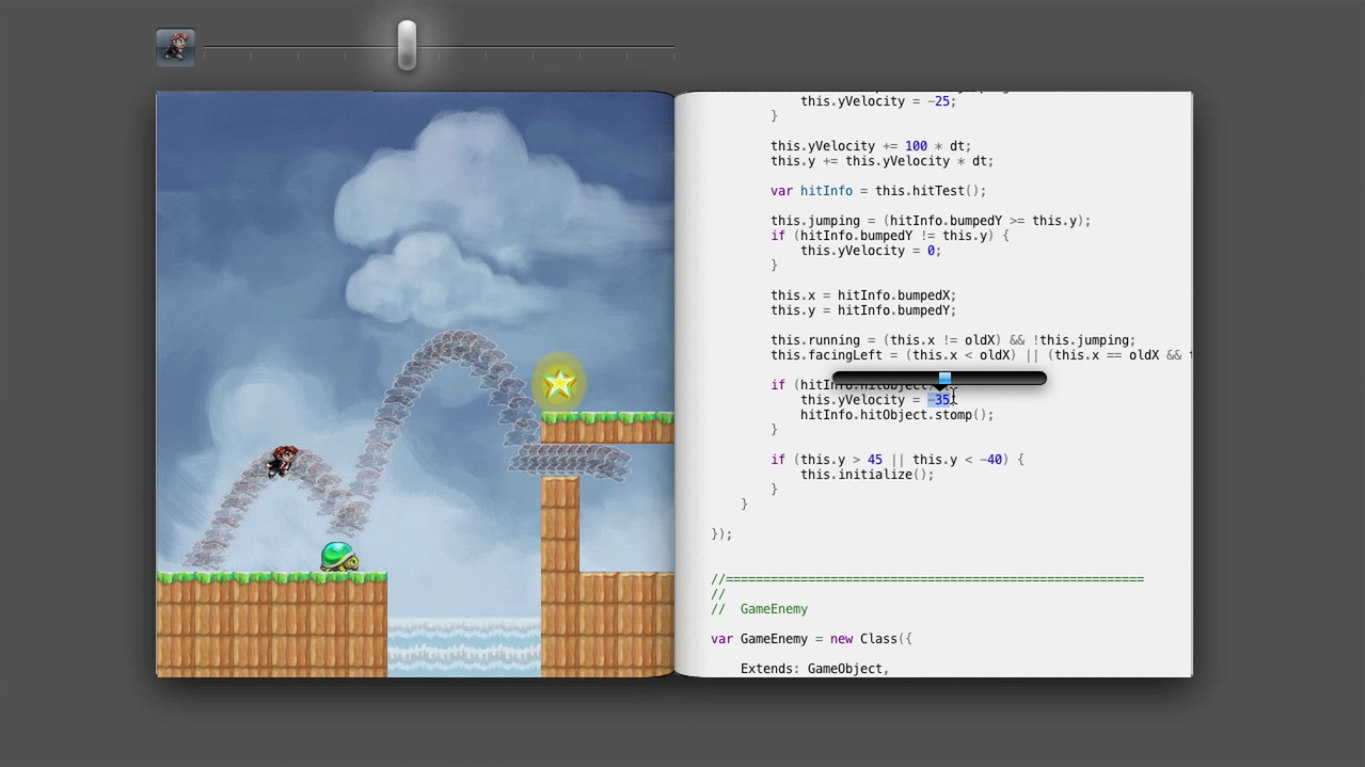 this.yVelocity = -25;
}
this.yVelocity += 100 * dt;
this.y += this.yVelocity * dt;
var hitInfo = this.hitTest();
this.jumping = (hitInfo.bumpedY >= this.y);
if (hitInfo.bumpedY != this.y) {
this.yVelocity = 0;
}
this.x = hitInfo.bumpedX;
this.y = hitInfo.bumpedY;
this.running = (this.x != oldX) && !this.jumping;
this.facingLeft = (this.x < oldX) || (this.x == oldX &&
if (hitInfo.hitObject
this.yVelocity = -35;
hitInfo.hitObject.stomp();
}
if (this.y > 45 || this.y < -40) {
this.initialize();
}
}
});
//========================================================
//
// GameEnemy
var GameEnemy = new Class({
Extends: GameObject,